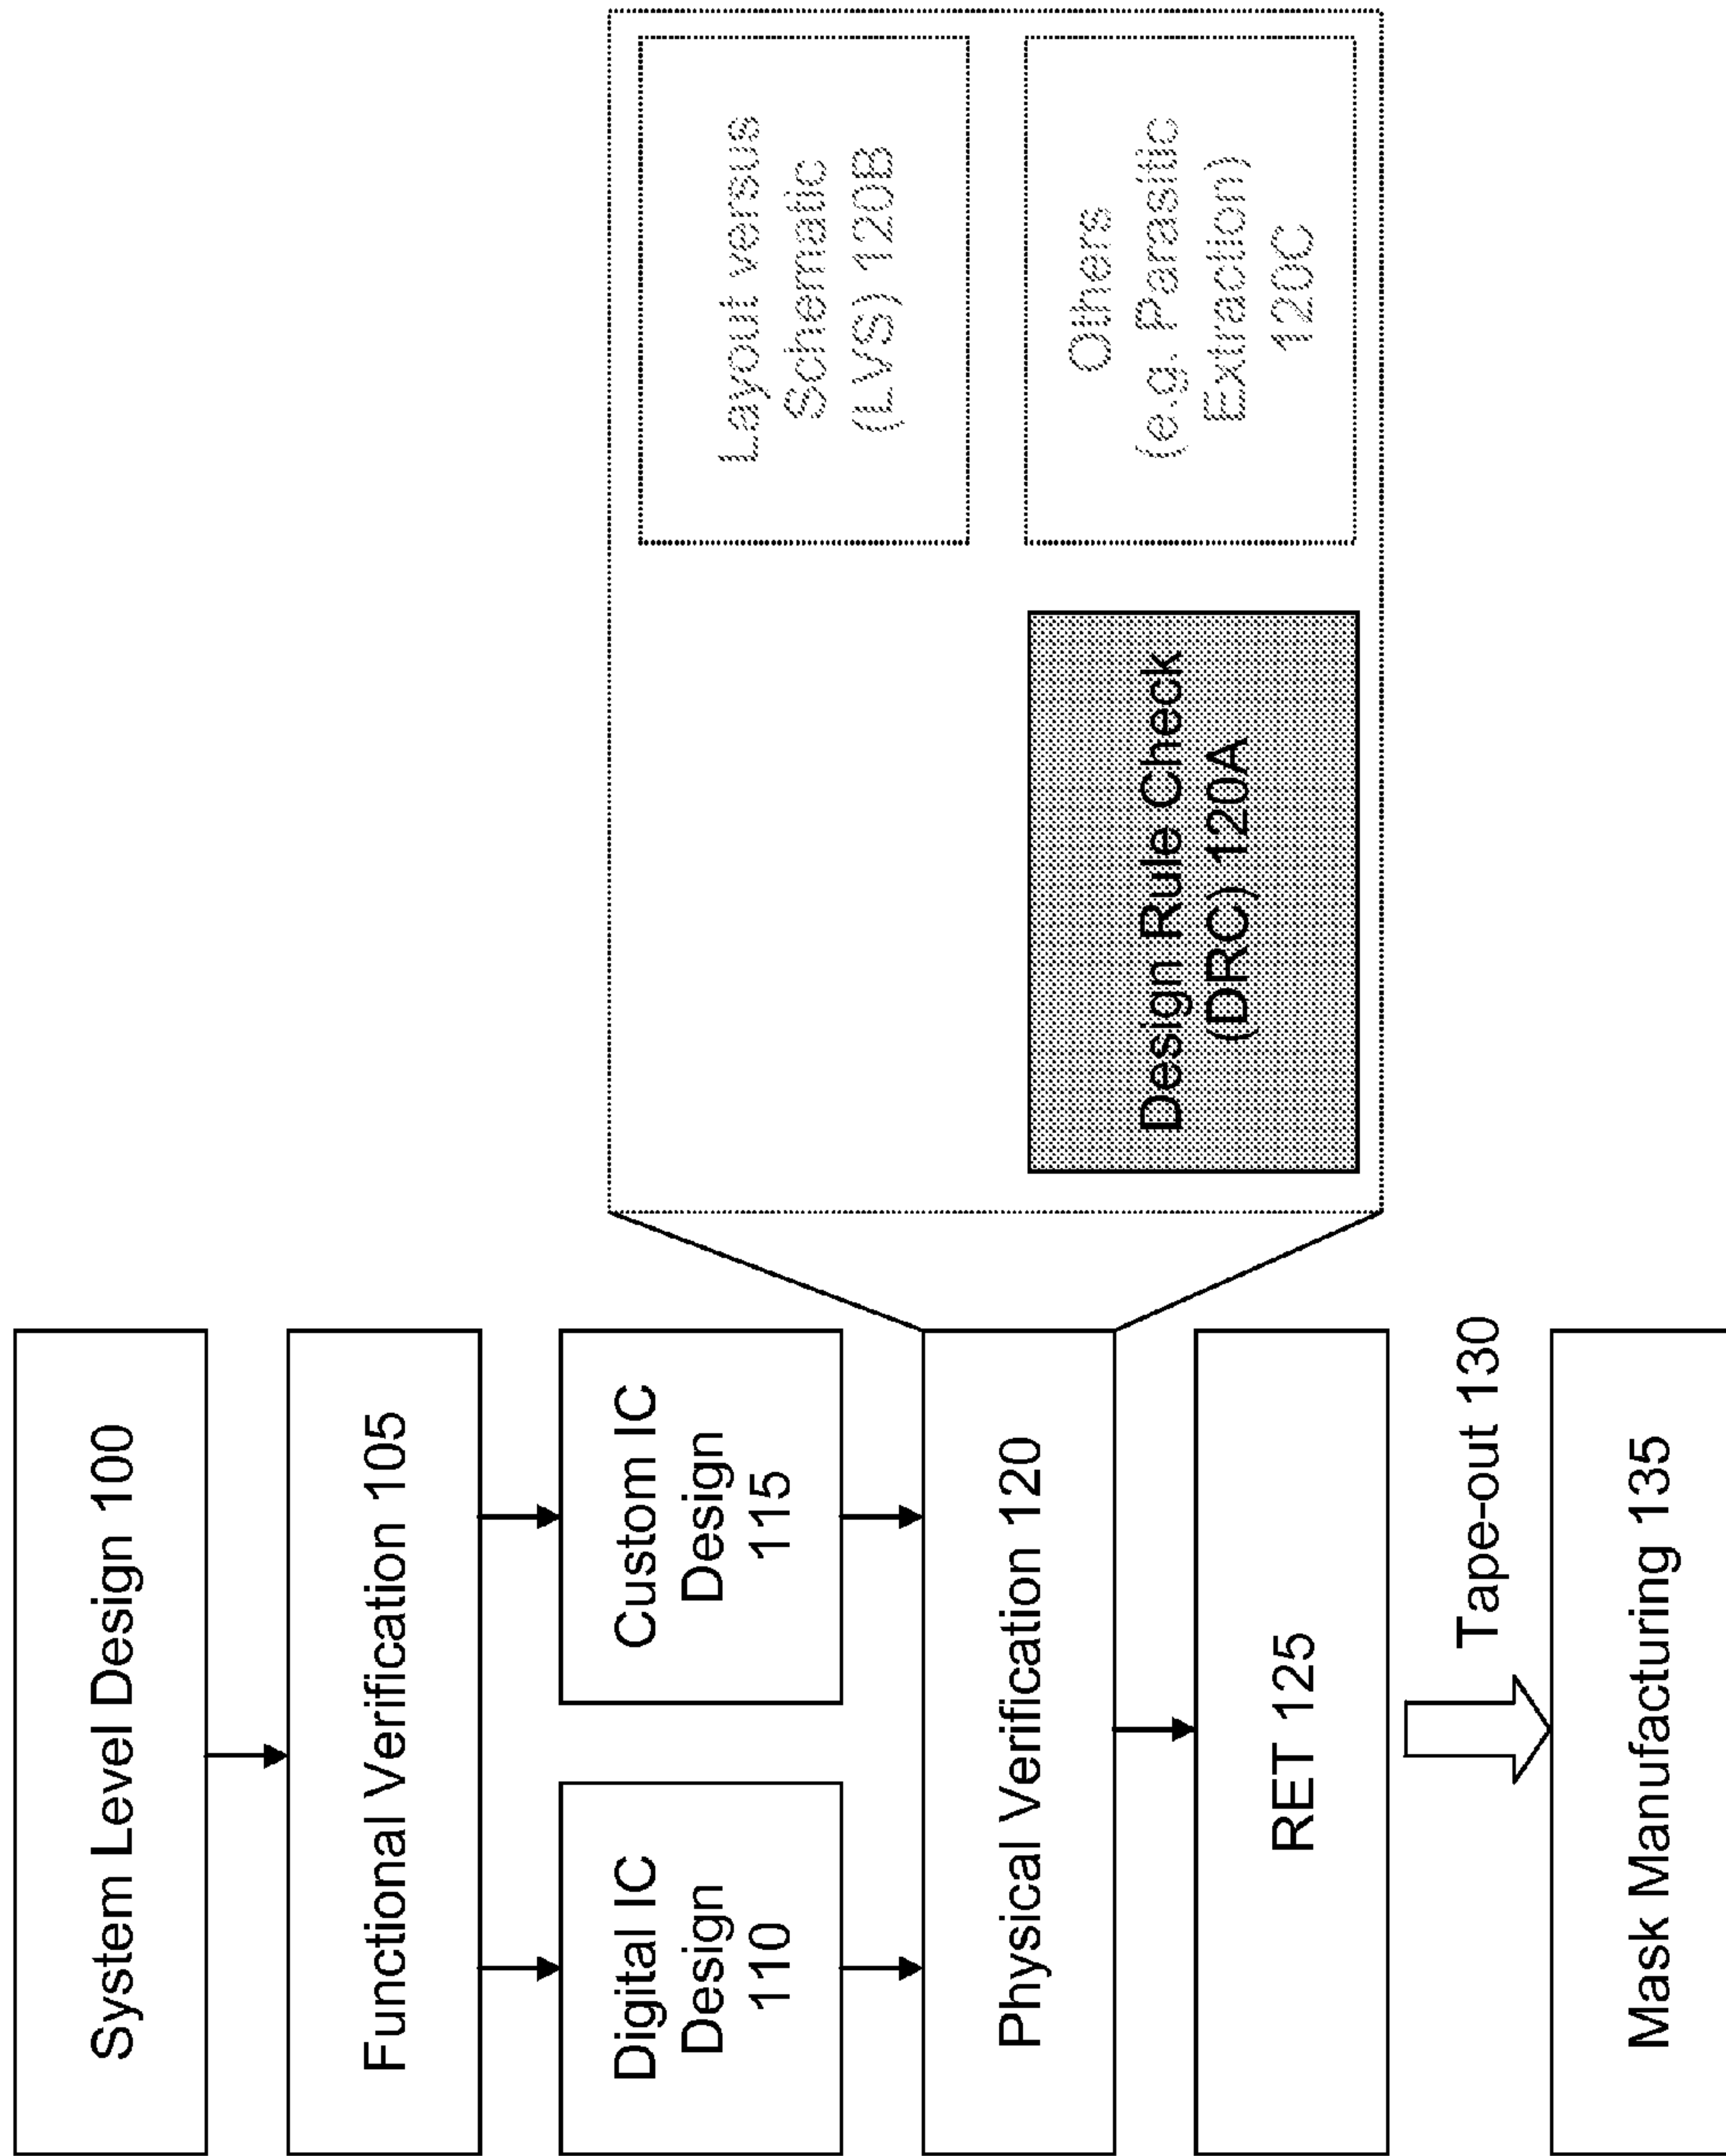 System Level Design 100
Functional Verification 105
Digital IC
Design
110
Custom IC
Design
115
Physical Verification 120
RET 125
Tape-out 130
Mask Manufacturing 135
Design Rule Check
(DRC) 120A
Layout versus
Schematic
(LVS) 120B
Others
(e.g. Parasitic
Extraction)
120C